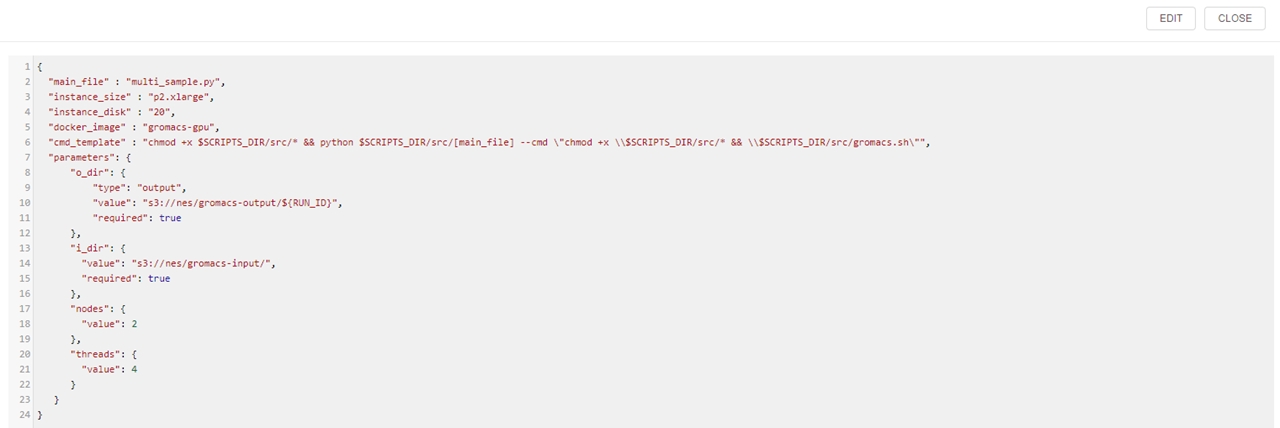 EDIT CLOSE
1 {
2 "main_file" : "multi_sample.py",
3 "instance_size" : "p2.xlarge",
4 "instance_disk" : "20",
5 "docker_image" : "gromacs-gpu",
6 "cmd_template" : "chmod +x $SCRIPTS_DIR/src/* && python $SCRIPTS_DIR/src/[main_file] --cmd \"chmod +x \\$SCRIPTS_DIR/src/* && \\$SCRIPTS_DIR/src/gromacs.sh\"",
7 "parameters": {
8 "o_dir": {
9 "type": "output",
10 "value": "s3://nes/gromacs-output/${RUN_ID}",
11 "required": true
12 },
13 "i_dir": {
14 "value": "s3://nes/gromacs-input/",
15 "required": true
16 },
17 "nodes": {
18 "value": 2
19 },
20 "threads": {
21 "value": 4
22 }
23 }
24 }